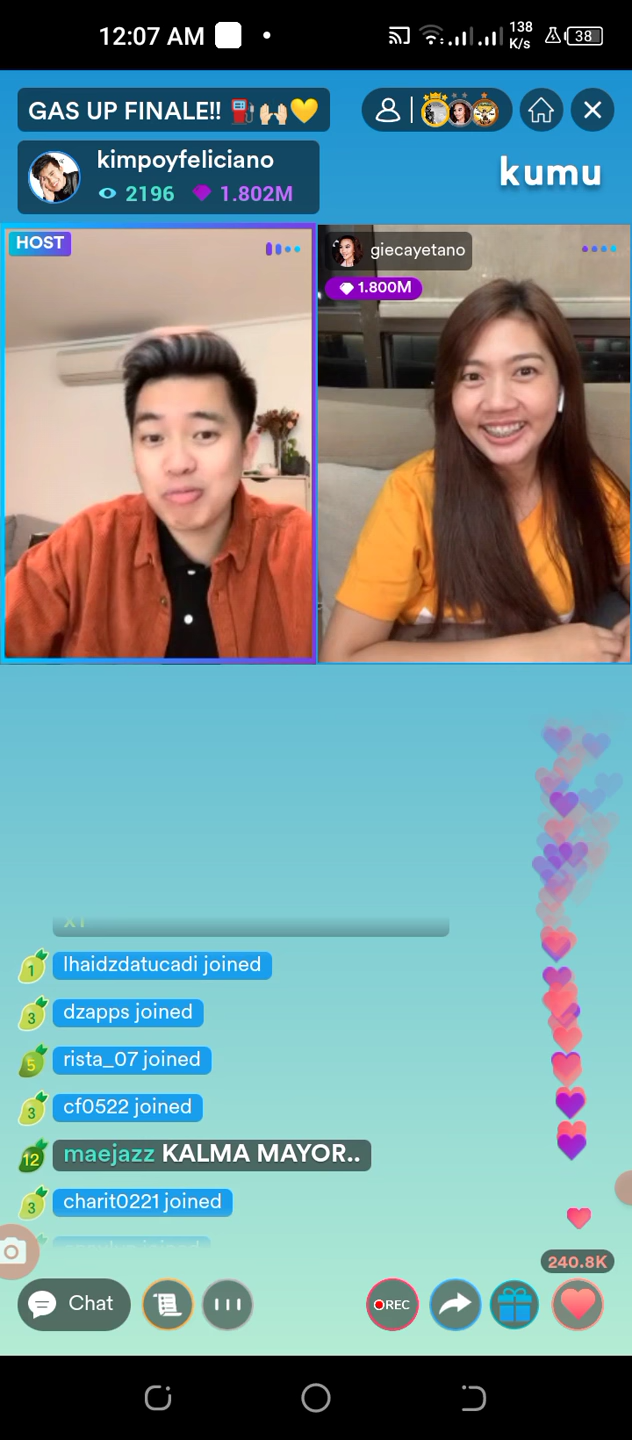 12:07 AM
138
K/s
38
GAS UP FINALE!! ⛽🙌🏻💛
kimpoyfeliciano
2196 1.802M
kumu
HOST
giecayetano
1.800M
lhaidzdatucadi joined
1
dzapps joined
3
rista_07 joined
5
cf0522 joined
3
maejazz KALMA MAYOR..
12
charit0221 joined
3
240.8K
Chat
REC